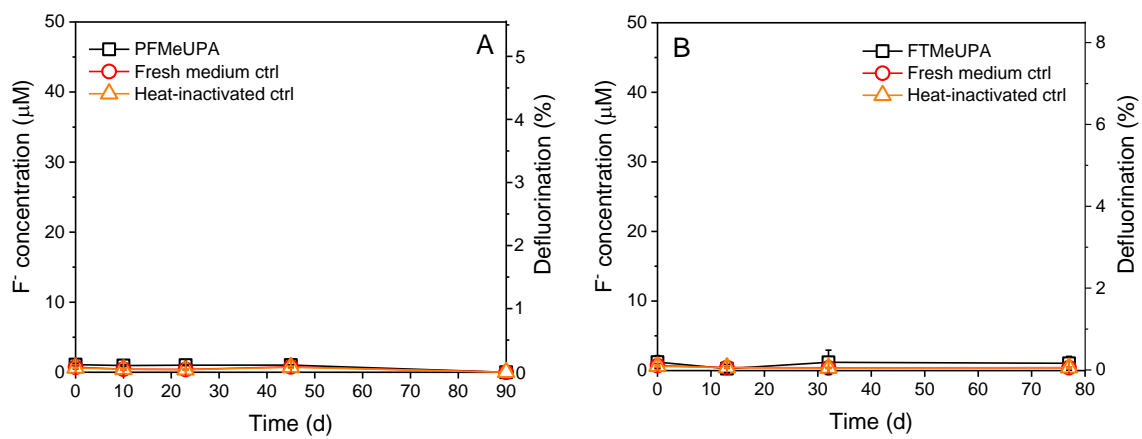 A
PFMeUPA
Fresh medium ctrl
Heat-inactivated ctrl
F- concentration (μM)
50
40
30
20
10
0
Defluorination (%)
5
4
3
2
1
0
0 10 20 30 40 50 60 70 80 90
Time (d)
B
FTMeUPA
Fresh medium ctrl
Heat-inactivated ctrl
F- concentration (μM)
50
40
30
20
10
0
Defluorination (%)
8
6
4
2
0
0 10 20 30 40 50 60 70 80
Time (d)